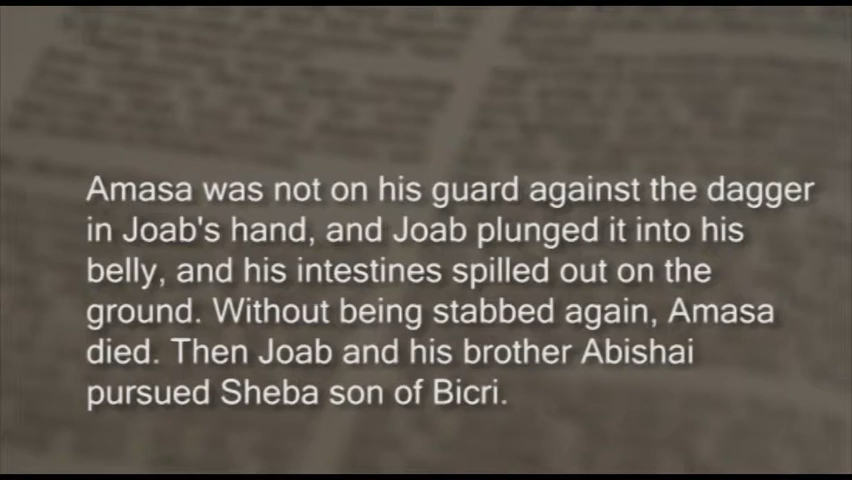 Amasa was not on his guard against the dagger
in Joab's hand, and Joab plunged it into his
belly, and his intestines spilled out on the
ground. Without being stabbed again, Amasa
died. Then Joab and his brother Abishai
pursued Sheba son of Bicri.